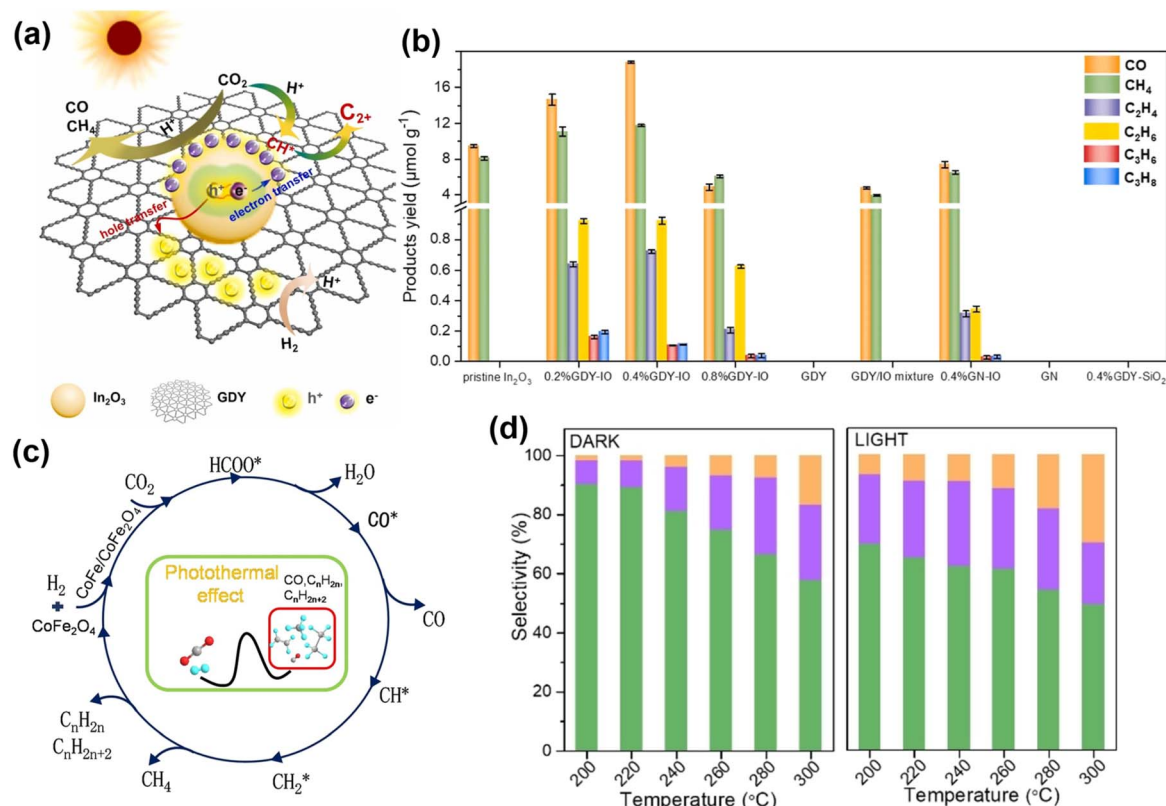 (a)
CO₂
H⁺
CO
CH₄
H⁺
C₂₊
CH*
h⁺
e⁻
electron transfer
hole transfer
H⁺
H₂
In₂O₃
GDY
h⁺
e⁻
(b)
Products yield (μmol g⁻¹)
20
16
12
8
4
0.8
0.6
0.4
0.2
0.0
CO
CH₄
C₂H₄
C₂H₆
C₃H₆
C₃H₈
pristine In₂O₃
0.2%GDY-IO
0.4%GDY-IO
0.8%GDY-IO
GDY
GDY/IO mixture
0.4%GN-IO
GN
0.4%GDY-SiO₂
(c)
HCOO*
CO₂
H₂O
CoFe/CoFe₂O₄
CO*
H₂
+
CoFe₂O₄
Photothermal
effect
CO,CₙH₂ₙ,
CₙH₂ₙ₊₂
CO
CH*
CₙH₂ₙ
CₙH₂ₙ₊₂
CH₄
CH₂*
(d)
DARK
LIGHT
Selectivity (%)
100
80
60
40
20
0
200 220 240 260 280 300
200 220 240 260 280 300
Temperature (°C)
Temperature (°C)